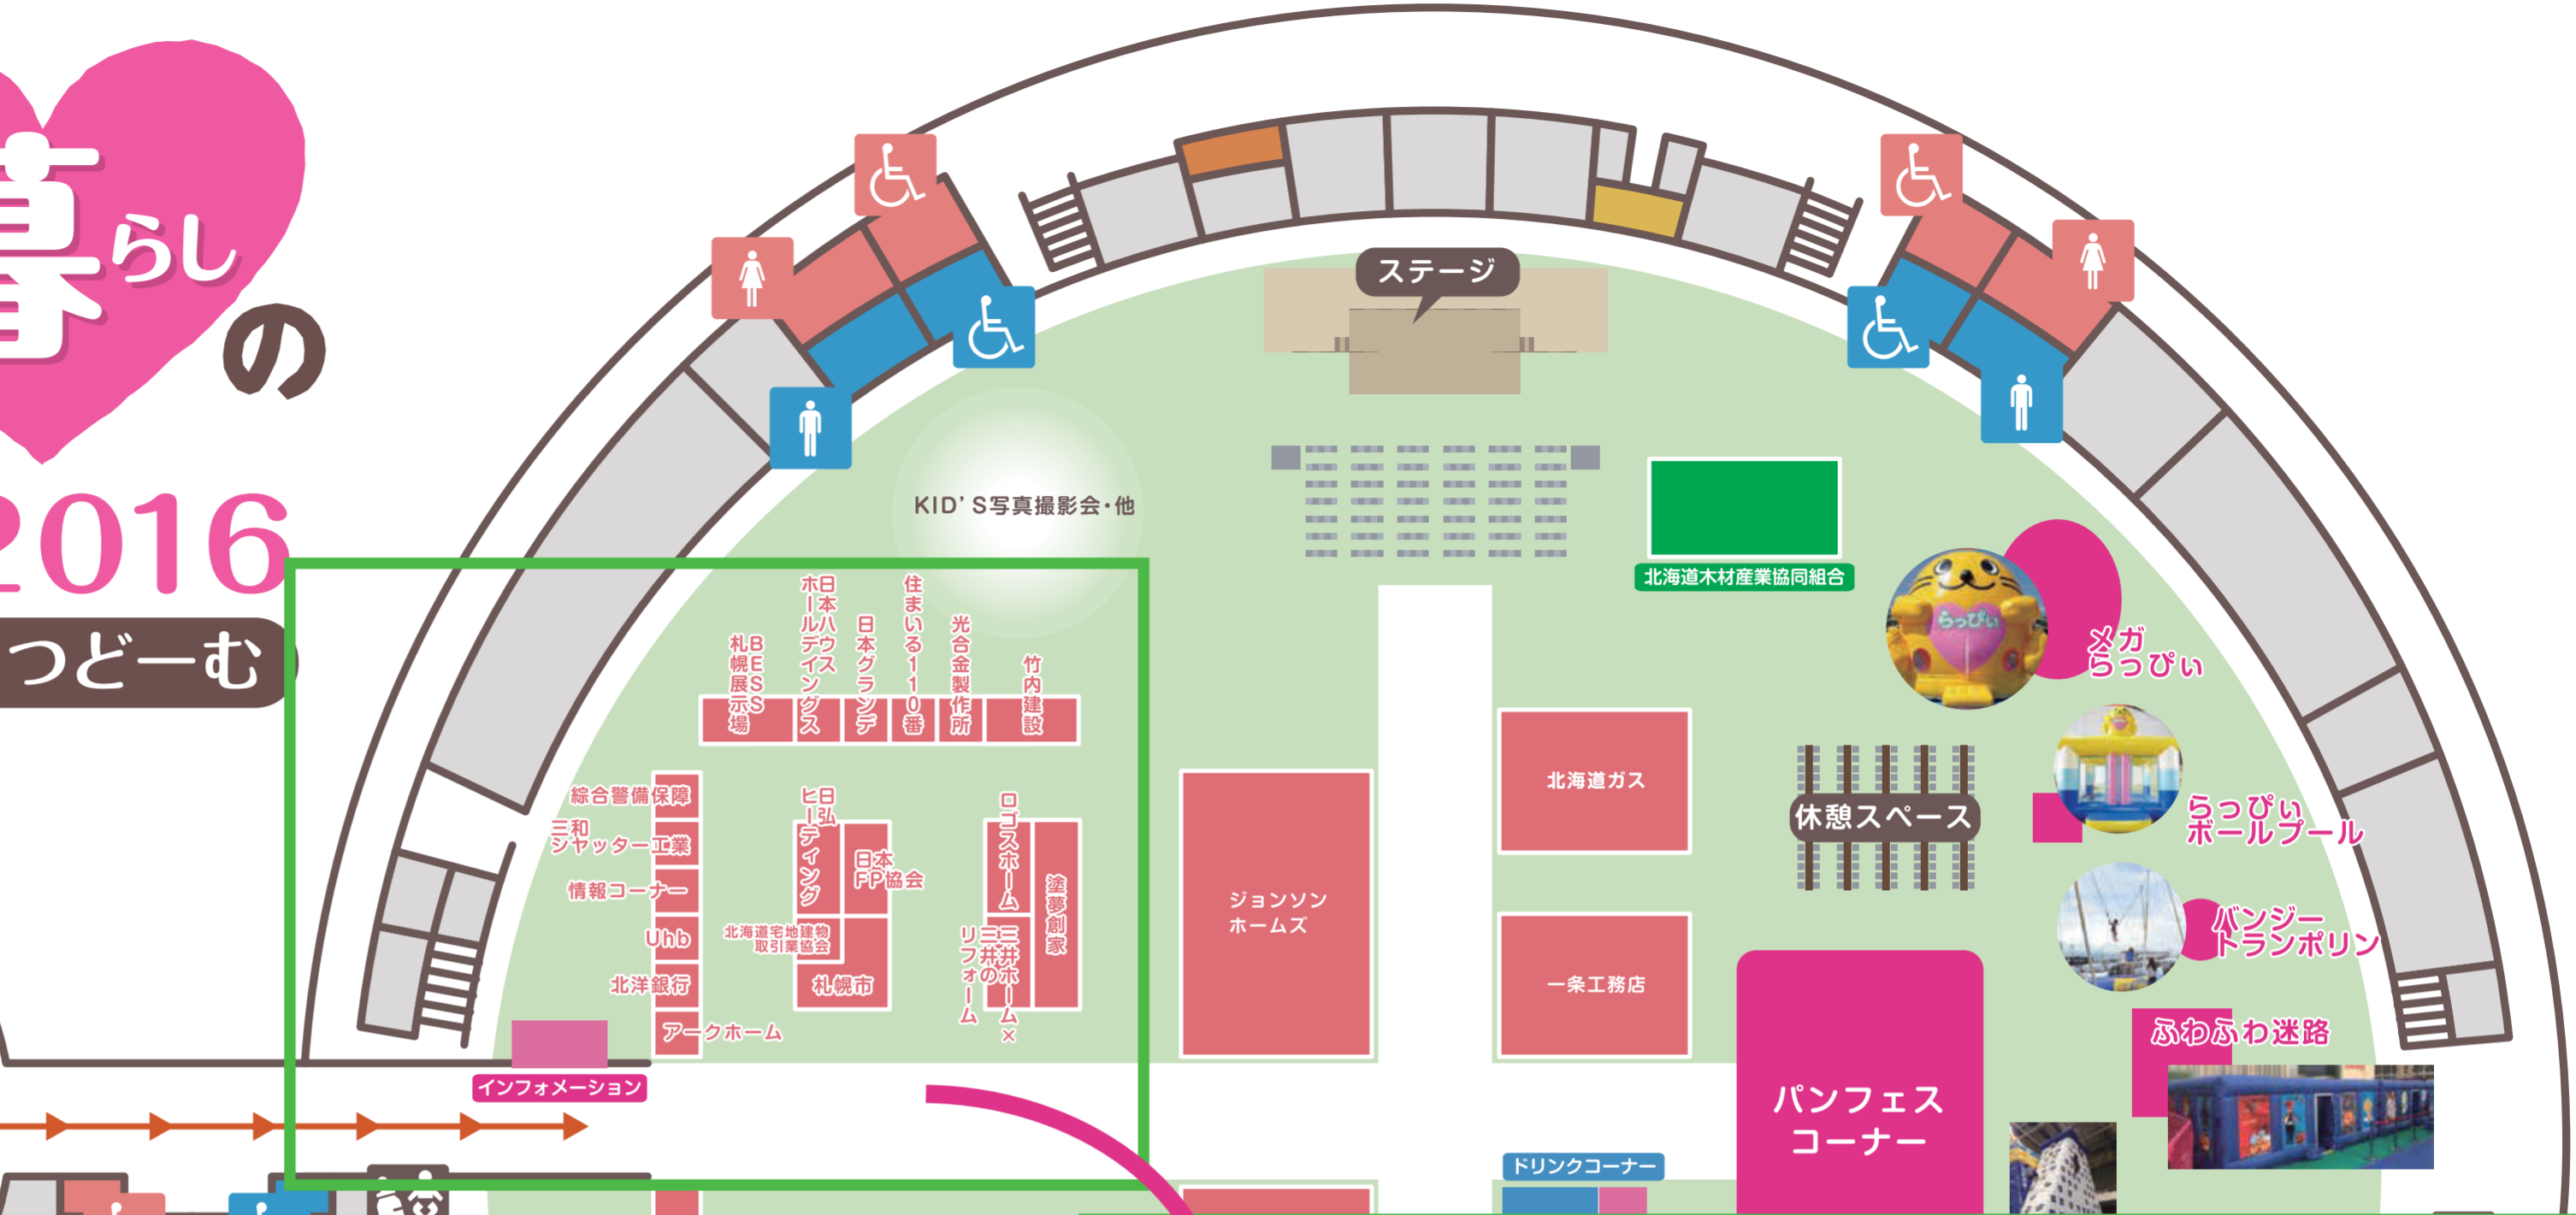 暮らし
の
2016
つどーむ
ステージ
KID'S写真撮影会・他
北海道木材産業協同組合
らっぴぃ
メガ
らっぴぃ
BESS
札幌展示場
日本ハウス
ホールディングス
日本グランデ
住まいる110番
光合金製作所
竹内建設
綜合警備保障
三和
シヤッター工業
情報コーナー
Uhb
北洋銀行
アークホーム
日弘
ヒーティング
日本
FP協会
北海道宅地建物
取引業協会
札幌市
ロゴスホーム
塗夢創家
三井ホーム×
三井の
リフォーム
ジョンソン
ホームズ
北海道ガス
一条工務店
休憩スペース
らっぴぃ
ボールプール
バンジー
トランポリン
ふわふわ迷路
パンフェス
コーナー
インフォメーション
ドリンクコーナー